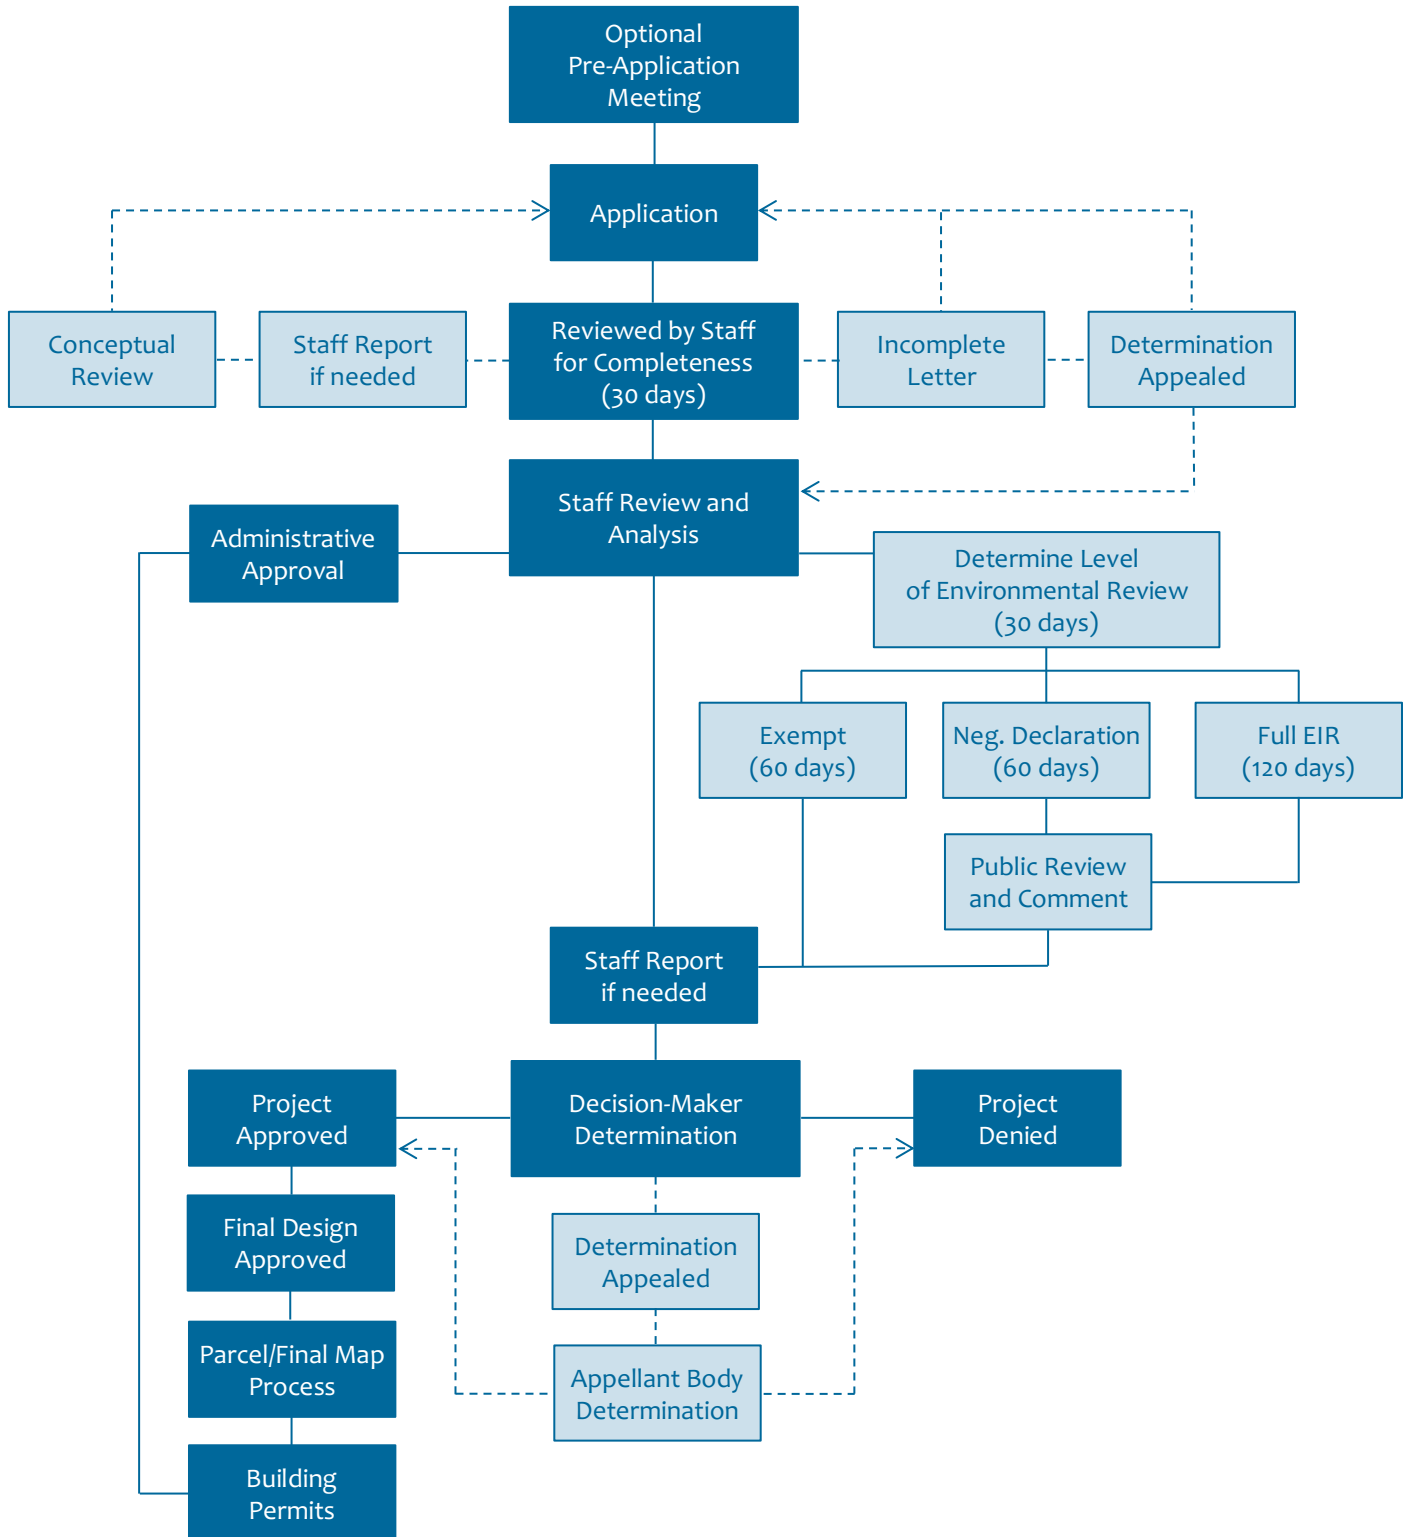 Optional
Pre-Application
Meeting
Application
Conceptual
Review
Staff Report
if needed
Reviewed by Staff
for Completeness
(30 days)
Incomplete
Letter
Determination
Appealed
Staff Review and
Analysis
Administrative
Approval
Determine Level
of Environmental Review
(30 days)
Exempt
(60 days)
Neg. Declaration
(60 days)
Full EIR
(120 days)
Public Review
and Comment
Staff Report
if needed
Project
Approved
Decision-Maker
Determination
Project
Denied
Final Design
Approved
Determination
Appealed
Parcel/Final Map
Process
Appellant Body
Determination
Building
Permits